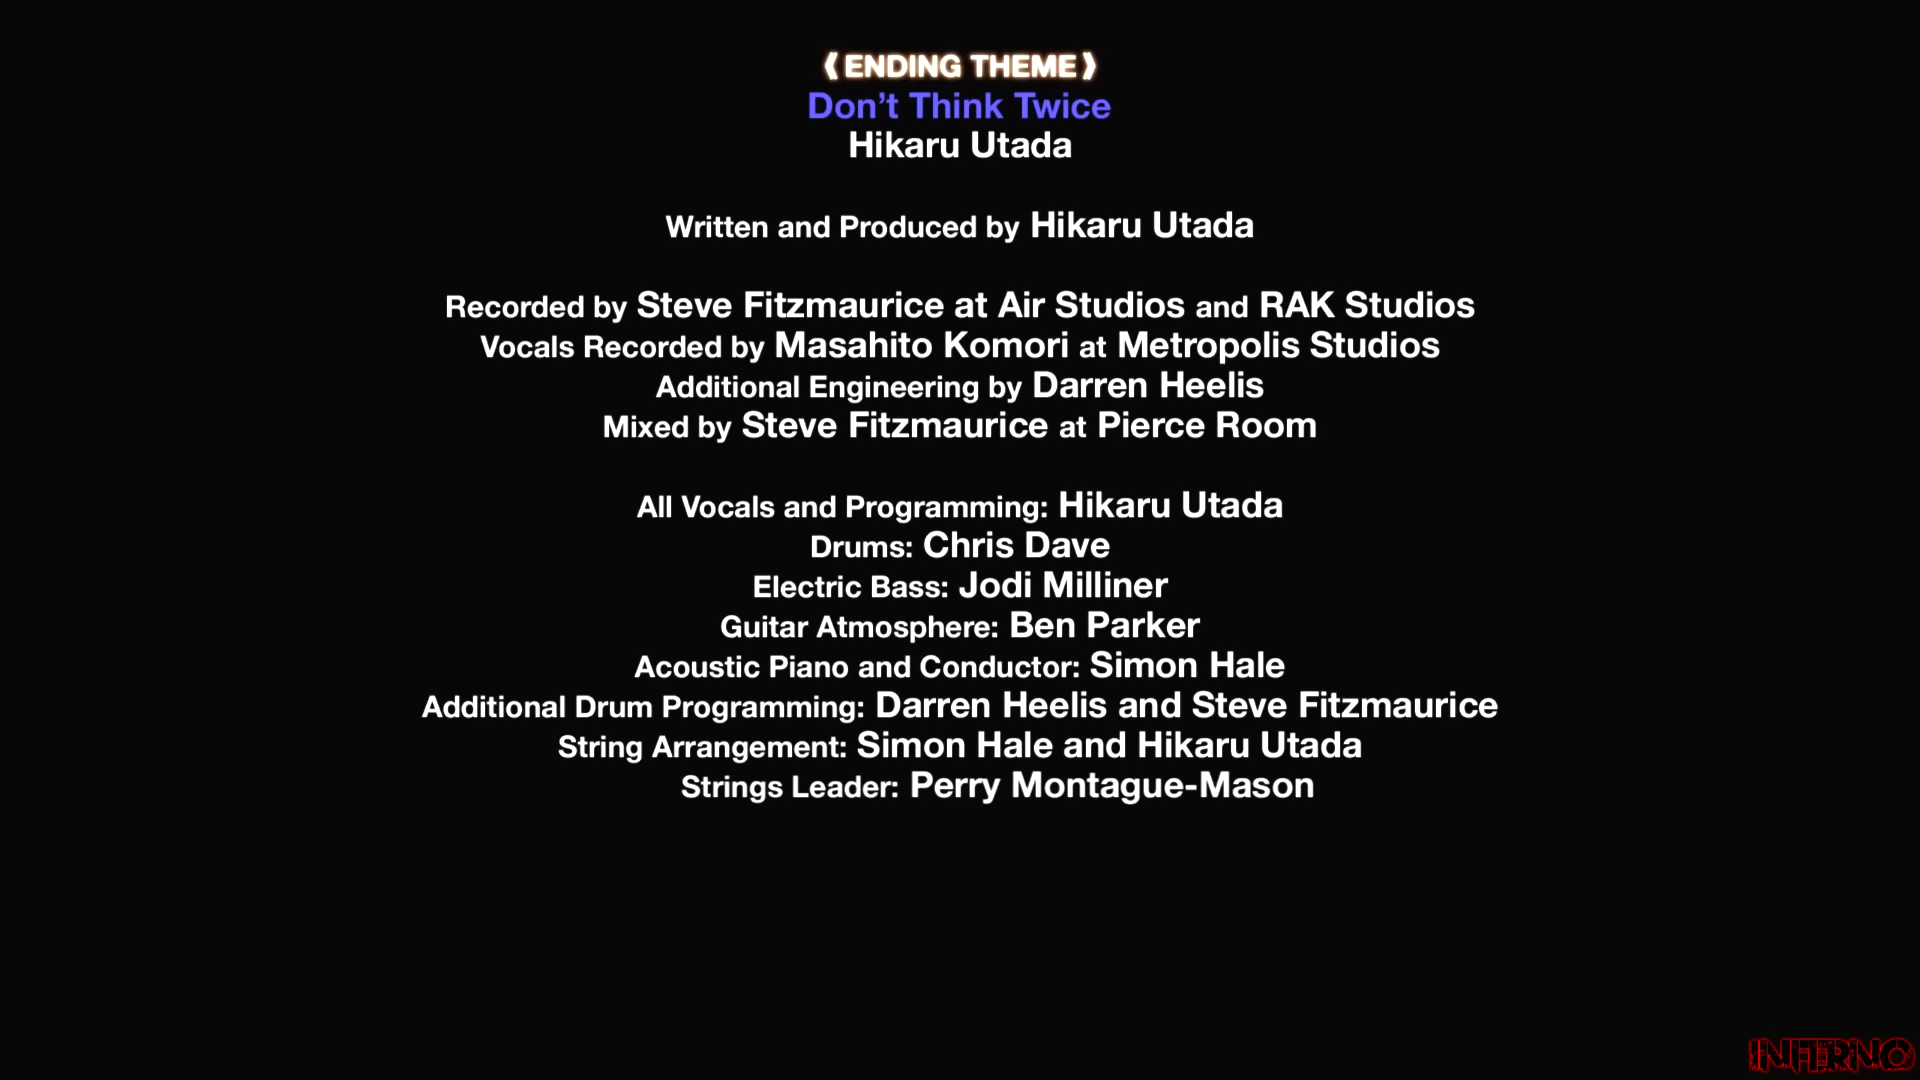 ❰ENDING THEME❱
Don’t Think Twice
Hikaru Utada
Written and Produced by Hikaru Utada
Recorded by Steve Fitzmaurice at Air Studios and RAK Studios
Vocals Recorded by Masahito Komori at Metropolis Studios
Additional Engineering by Darren Heelis
Mixed by Steve Fitzmaurice at Pierce Room
All Vocals and Programming: Hikaru Utada
Drums: Chris Dave
Electric Bass: Jodi Milliner
Guitar Atmosphere: Ben Parker
Acoustic Piano and Conductor: Simon Hale
Additional Drum Programming: Darren Heelis and Steve Fitzmaurice
String Arrangement: Simon Hale and Hikaru Utada
Strings Leader: Perry Montague-Mason
INFERNO